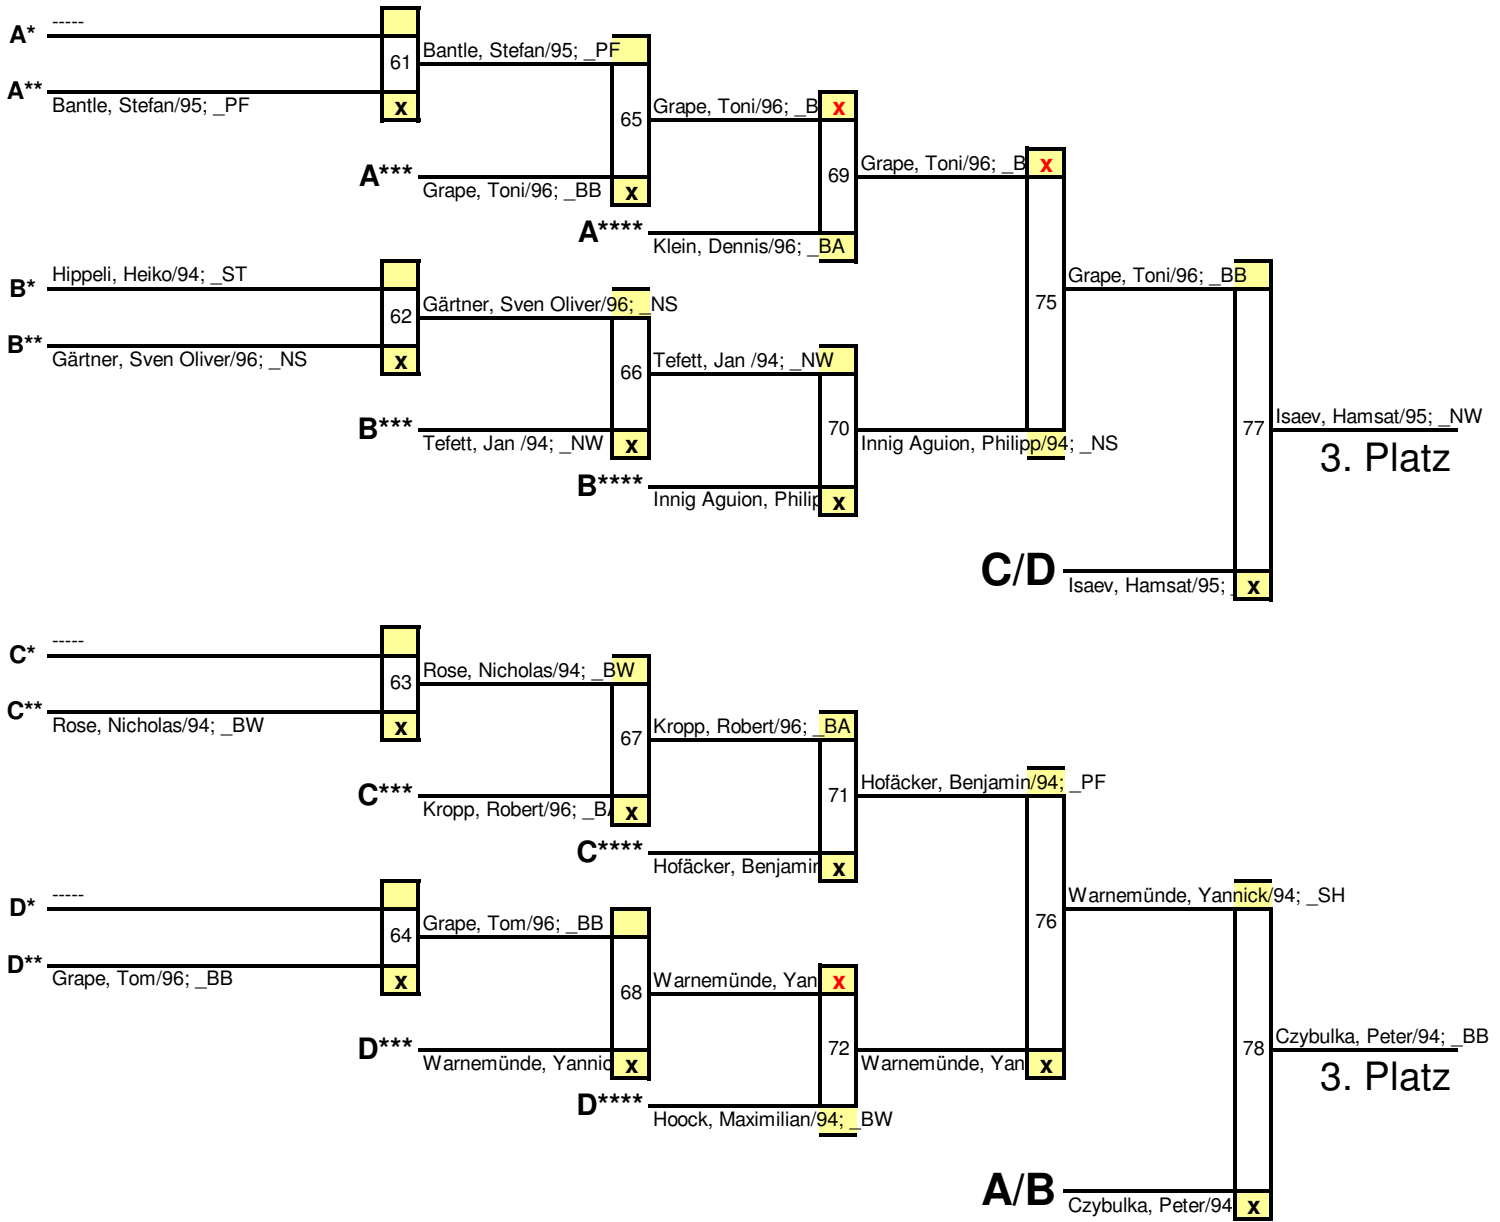 A* -----
61
Bantle, Stefan/95; _PF
A** Bantle, Stefan/95; _PF
x
65
Grape, Toni/96; _B
x
A*** Grape, Toni/96; _BB
x
69
Grape, Toni/96; _B
x
A**** Klein, Dennis/96; _BA
75
Grape, Toni/96; _BB
B* Hippeli, Heiko/94; _ST
62
Gärtner, Sven Oliver/96; _NS
B** Gärtner, Sven Oliver/96; _NS
x
66
Tefett, Jan /94; _NW
B*** Tefett, Jan /94; _NW
x
70
Innig Aguion, Philipp/94; _NS
B**** Innig Aguion, Philip
x
77
Isaev, Hamsat/95; _NW
3. Platz
C/D Isaev, Hamsat/95;
x
C* -----
63
Rose, Nicholas/94; _BW
C** Rose, Nicholas/94; _BW
x
67
Kropp, Robert/96; _BA
C*** Kropp, Robert/96; _BA
x
71
Hofäcker, Benjamin/94; _PF
C**** Hofäcker, Benjamin
x
76
Warnemünde, Yannick/94; _SH
D* -----
64
Grape, Tom/96; _BB
D** Grape, Tom/96; _BB
x
68
Warnemünde, Yan
x
D*** Warnemünde, Yannic
x
72
Warnemünde, Yan
x
D**** Hoock, Maximilian/94; _BW
78
Czybulka, Peter/94; _BB
3. Platz
A/B Czybulka, Peter/94
x